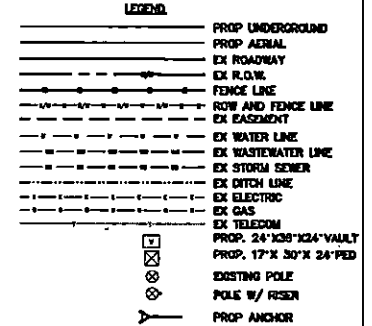 LEGEND
PROP UNDERGROUND
PROP AERIAL
EX ROADWAY
EX R.O.W.
FENCE LINE
ROW AND FENCE LINE
EX EASEMENT
EX WATER LINE
EX WASTEWATER LINE
EX STORM SEWER
EX DITCH LINE
EX ELECTRIC
EX GAS
EX TELECOM
PROP. 24"X36"X24"VAULT
PROP. 17"X 30"X 24"PED
EXISTING POLE
POLE W/ RISER
PROP ANCHOR